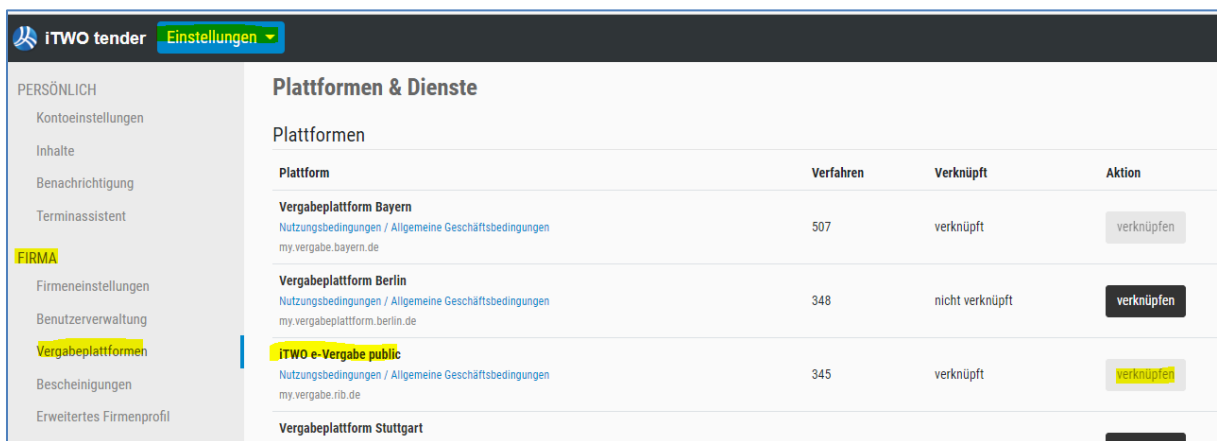 iTWO tender Einstellungen
PERSÖNLICH
Kontoeinstellungen
Inhalte
Benachrichtigung
Terminassistent
FIRMA
Firmeneinstellungen
Benutzerverwaltung
Vergabeplattformen
Bescheinigungen
Erweitertes Firmenprofil
Plattformen & Dienste
Plattformen
Plattform Verfahren Verknüpft Aktion
Vergabeplattform Bayern
Nutzungsbedingungen / Allgemeine Geschäftsbedingungen 507 verknüpft verknüpfen
my.vergabe.bayern.de
Vergabeplattform Berlin
Nutzungsbedingungen / Allgemeine Geschäftsbedingungen 348 nicht verknüpft verknüpfen
my.vergabeplattform.berlin.de
iTWO e-Vergabe public
Nutzungsbedingungen / Allgemeine Geschäftsbedingungen 345 verknüpft verknüpfen
my.vergabe.rib.de
Vergabeplattform Stuttgart